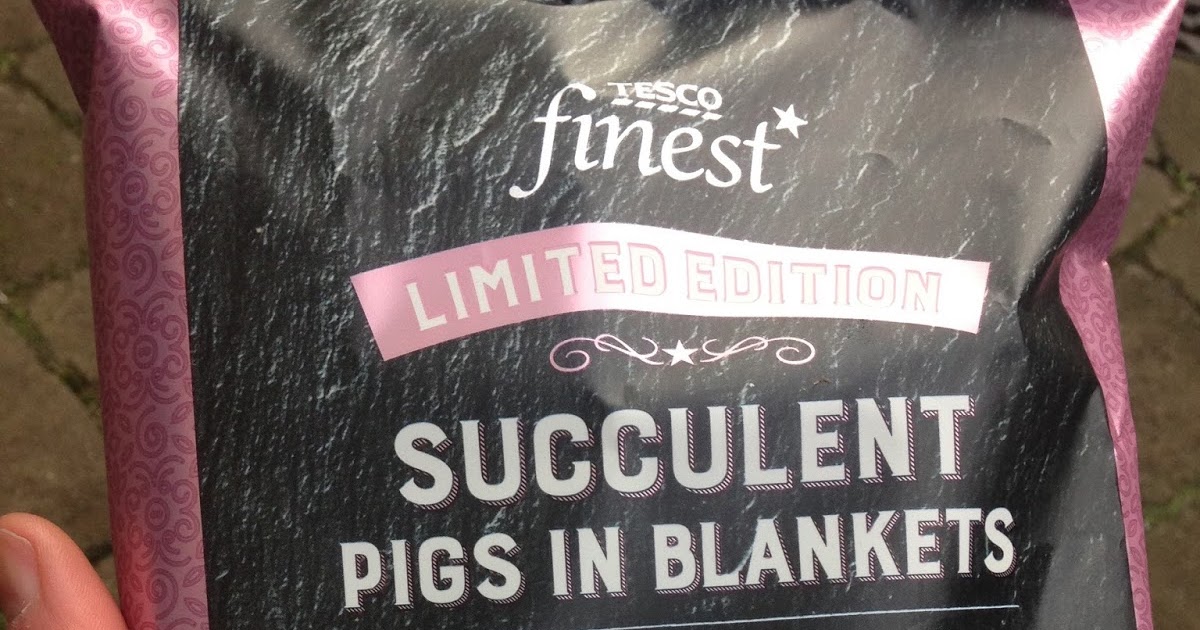 TESCO
finest
LIMITED EDITION
SUCCULENT
PIGS IN BLANKETS